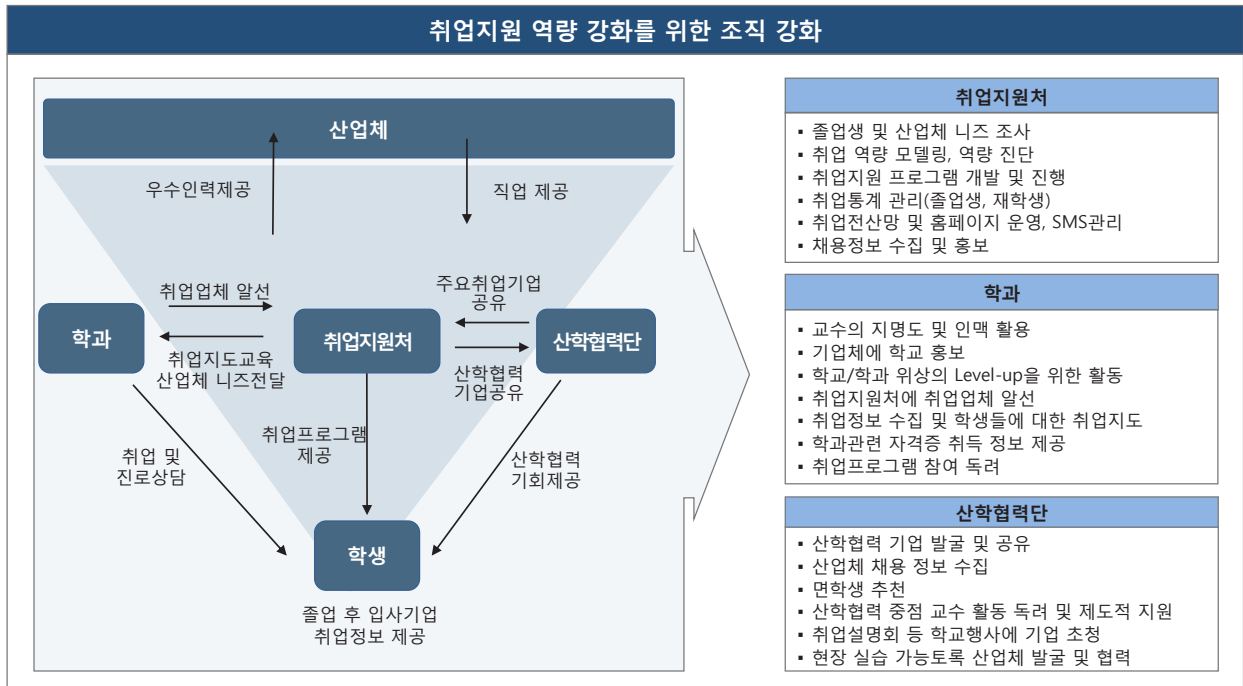 취업지원 역량 강화를 위한 조직 강화
산업체
우수인력제공
직업 제공
취업업체 알선
주요취업기업
공유
학과
취업지원처
산학협력단
취업지도교육
산업체 니즈전달
산학협력
기업공유
취업프로그램
제공
취업 및
진로상담
산학협력
기회제공
학생
졸업 후 입사기업
취업정보 제공
취업지원처
▪ 졸업생 및 산업체 니즈 조사
▪ 취업 역량 모델링, 역량 진단
▪ 취업지원 프로그램 개발 및 진행
▪ 취업통계 관리(졸업생, 재학생)
▪ 취업전산망 및 홈페이지 운영, SMS관리
▪ 채용정보 수집 및 홍보
학과
▪ 교수의 지명도 및 인맥 활용
▪ 기업체에 학교 홍보
▪ 학교/학과 위상의 Level-up을 위한 활동
▪ 취업지원처에 취업업체 알선
▪ 취업정보 수집 및 학생들에 대한 취업지도
▪ 학과관련 자격증 취득 정보 제공
▪ 취업프로그램 참여 독려
산학협력단
▪ 산학협력 기업 발굴 및 공유
▪ 산업체 채용 정보 수집
▪ 면학생 추천
▪ 산학협력 중점 교수 활동 독려 및 제도적 지원
▪ 취업설명회 등 학교행사에 기업 초청
▪ 현장 실습 가능토록 산업체 발굴 및 협력